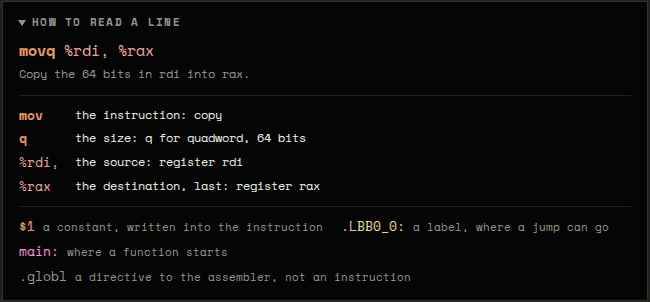 ▼ HOW TO READ A LINE
movq %rdi, %rax
Copy the 64 bits in rdi into rax.
mov the instruction: copy
q the size: q for quadword, 64 bits
%rdi, the source: register rdi
%rax the destination, last: register rax
$1 a constant, written into the instruction .LBB0_0: a label, where a jump can go
main: where a function starts
.globl a directive to the assembler, not an instruction